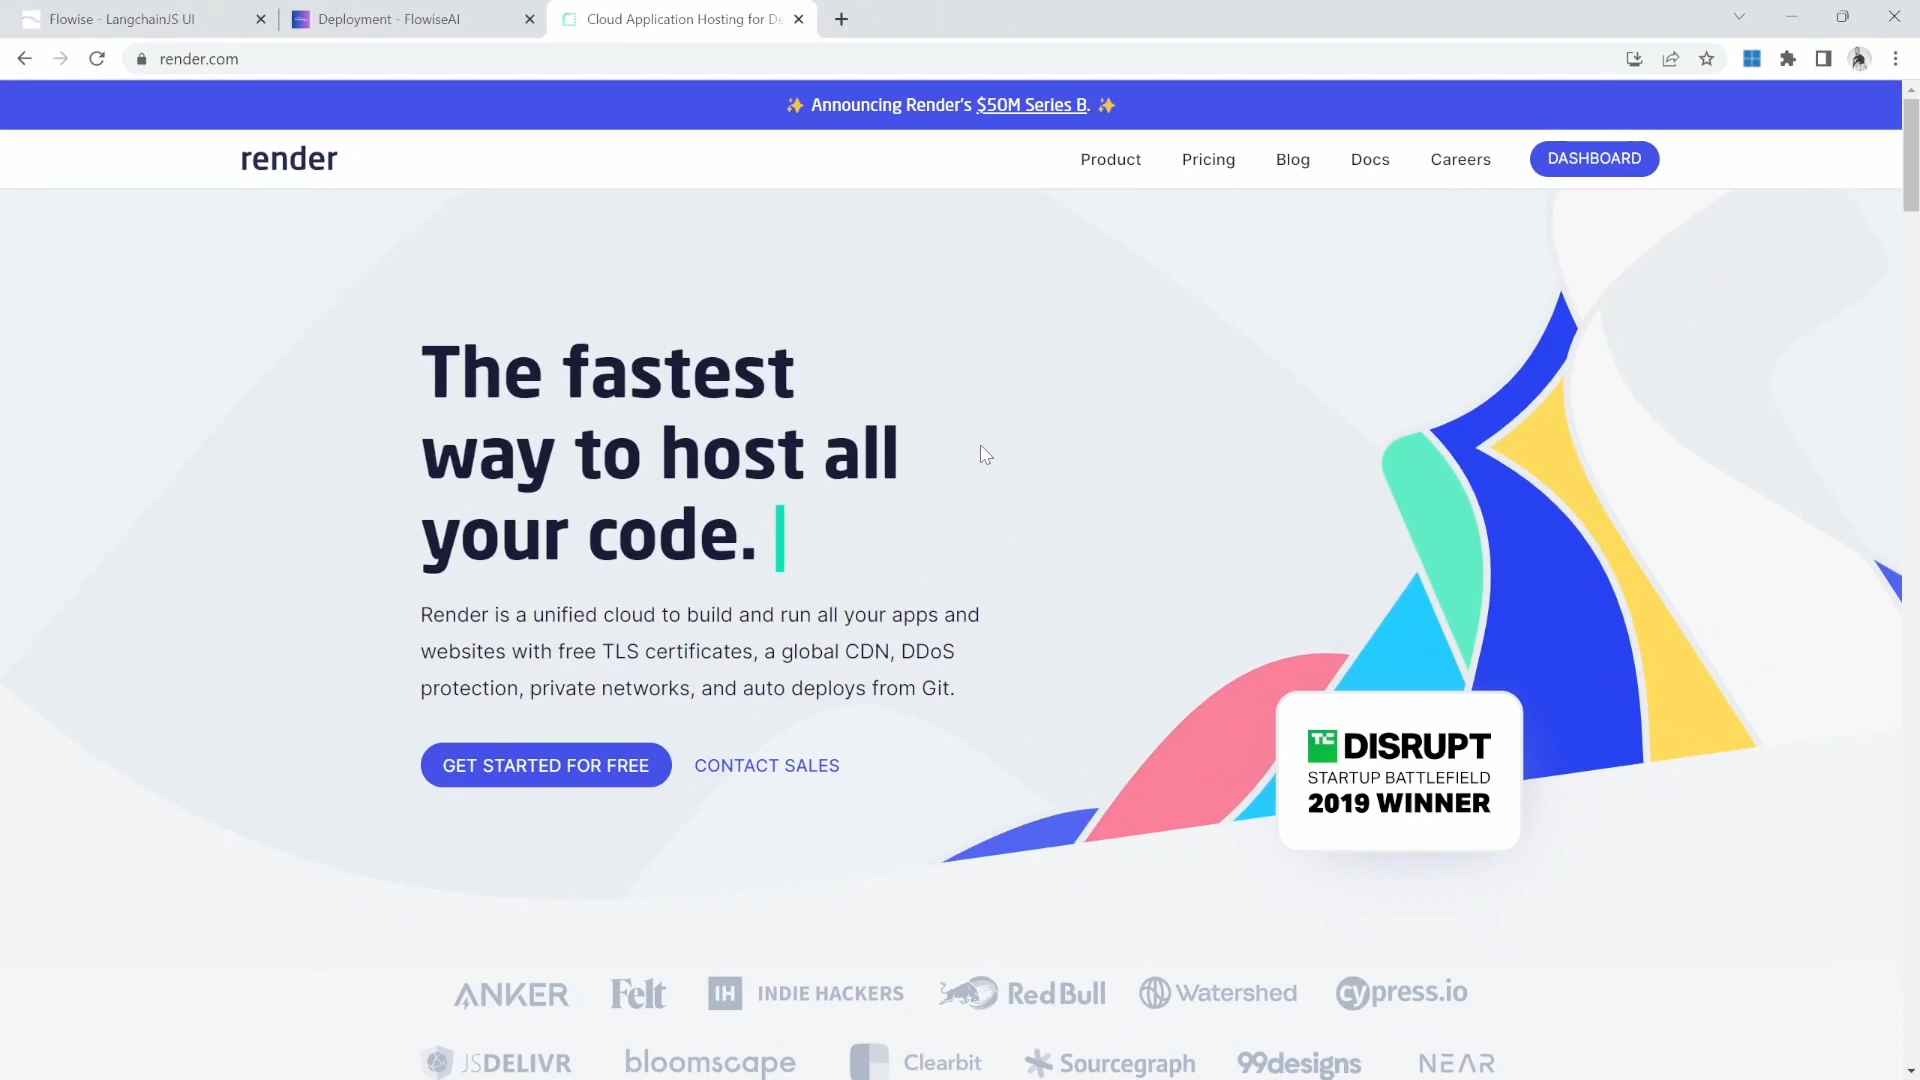 Flowise - LangchainJS UI
Deployment - FlowiseAI
Cloud Application Hosting for De
render.com
✨ Announcing Render's $50M Series B. ✨
render
Product
Pricing
Blog
Docs
Careers
DASHBOARD
The fastest
way to host all
your code.
Render is a unified cloud to build and run all your apps and
websites with free TLS certificates, a global CDN, DDoS
protection, private networks, and auto deploys from Git.
GET STARTED FOR FREE
CONTACT SALES
TC DISRUPT
STARTUP BATTLEFIELD
2019 WINNER
ANKER
Felt
IH INDIE HACKERS
Red Bull
Watershed
cypress.io
JSDELIVR
bloomscape
Clearbit
Sourcegraph
99designs
NEAR